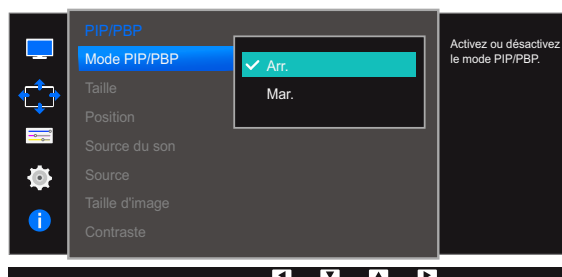 PIP/PBP
Mode PIP/PBP
Arr.
Mar.
Taille
Position
Source du son
Source
Taille d'image
Contraste
Activez ou désactivez
le mode PIP/PBP.